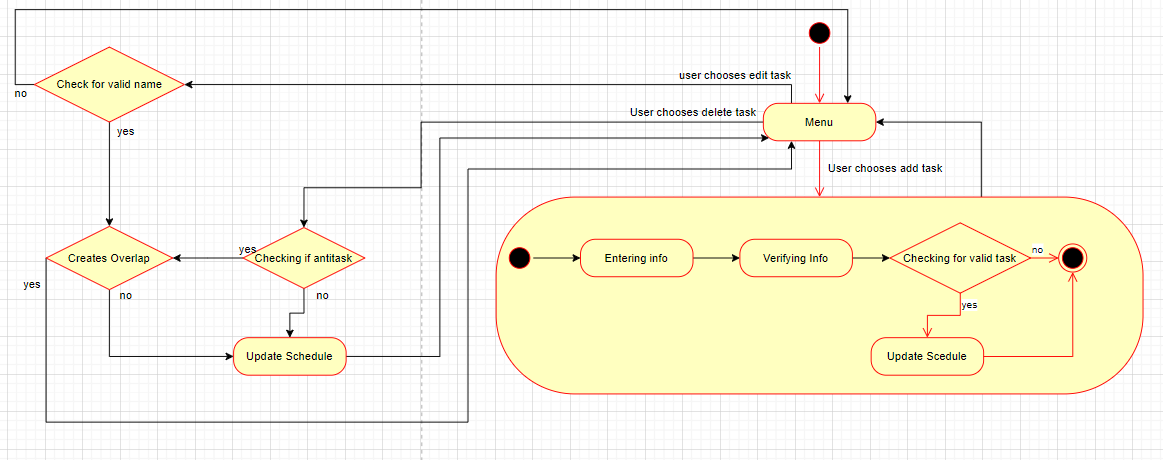 user chooses edit task
Check for valid name
no
yes
User chooses delete task
Menu
User chooses add task
Creates Overlap
yes
Checking if antitask
yes
no
no
Update Schedule
Entering info
Verifying Info
Checking for valid task
no
yes
Update Scedule